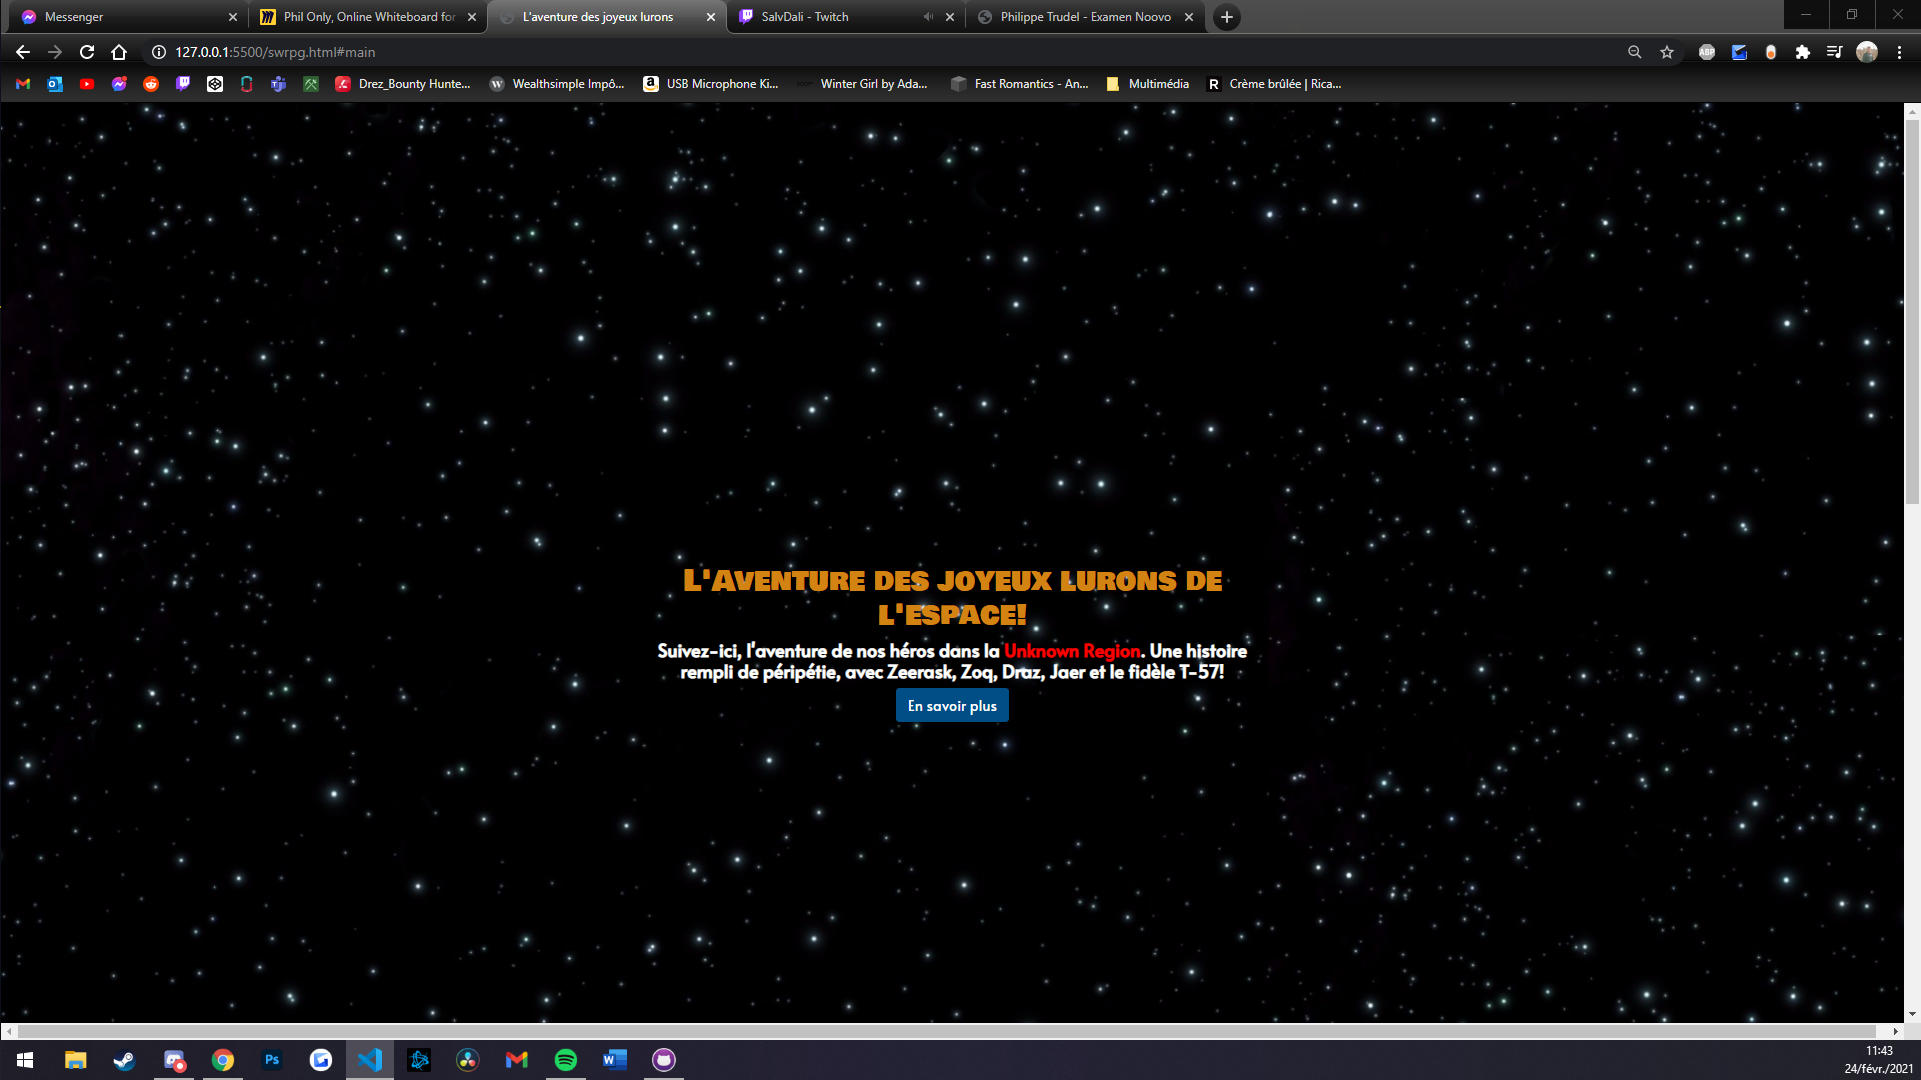 Messenger
Phil Only, Online Whiteboard for
L'aventure des joyeux lurons
SalvDali - Twitch
Philippe Trudel - Examen Noovo
127.0.0.1:5500/swrpg.html#main
ABP
Drez_Bounty Hunte...
Wealthsimple Impô...
USB Microphone Ki...
Winter Girl by Ada...
Fast Romantics - An...
Multimédia
R
Crème brûlée | Rica...
L'Aventure des joyeux lurons de
l'espace!
Suivez-ici, l'aventure de nos héros dans la Unknown Region. Une histoire
rempli de péripétie, avec Zeerask, Zoq, Draz, Jaer et le fidèle T-57!
En savoir plus
Ps
W
11:43
24/févr./2021